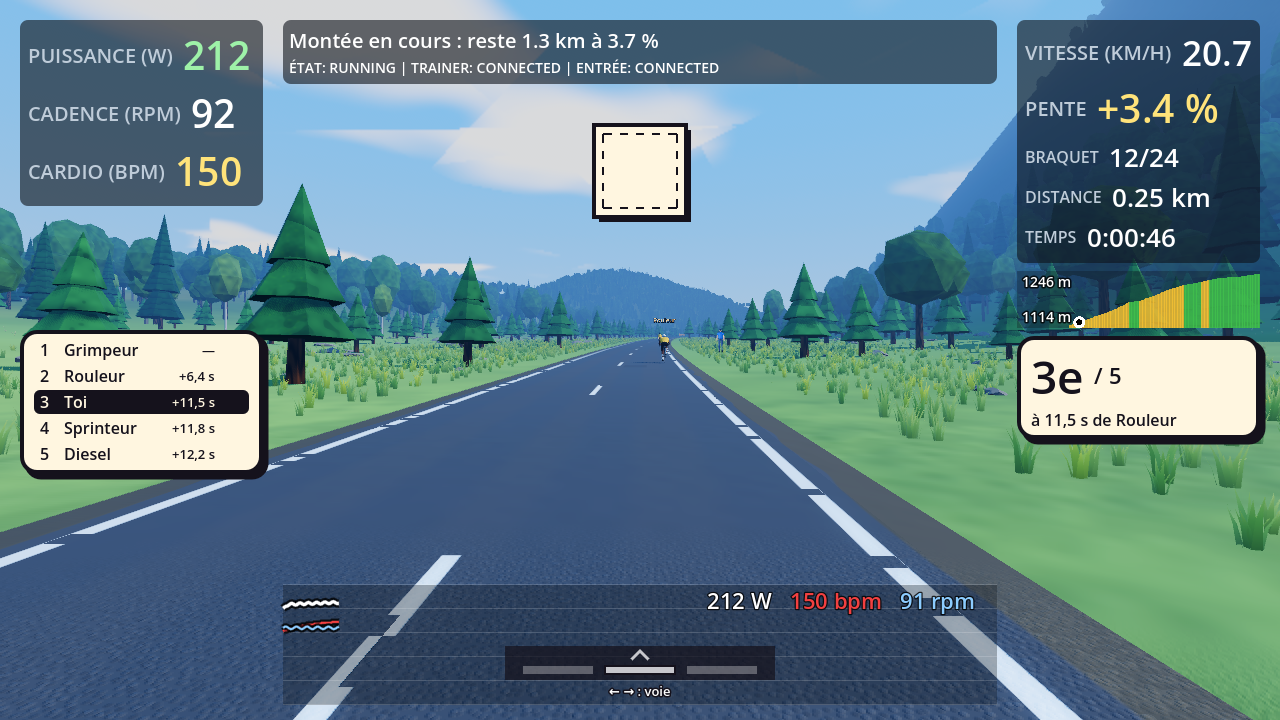 PUISSANCE (W) 212
CADENCE (RPM) 92
CARDIO (BPM) 150
Montée en cours : reste 1.3 km à 3.7 %
ÉTAT: RUNNING | TRAINER: CONNECTED | ENTRÉE: CONNECTED
VITESSE (KM/H) 20.7
PENTE +3.4 %
BRAQUET 12/24
DISTANCE 0.25 km
TEMPS 0:00:46
1246 m
1114 m
Rouleur
1 Grimpeur —
2 Rouleur +6,4 s
3 Toi +11,5 s
4 Sprinteur +11,8 s
5 Diesel +12,2 s
3e / 5
à 11,5 s de Rouleur
212 W 150 bpm 91 rpm
← → : voie